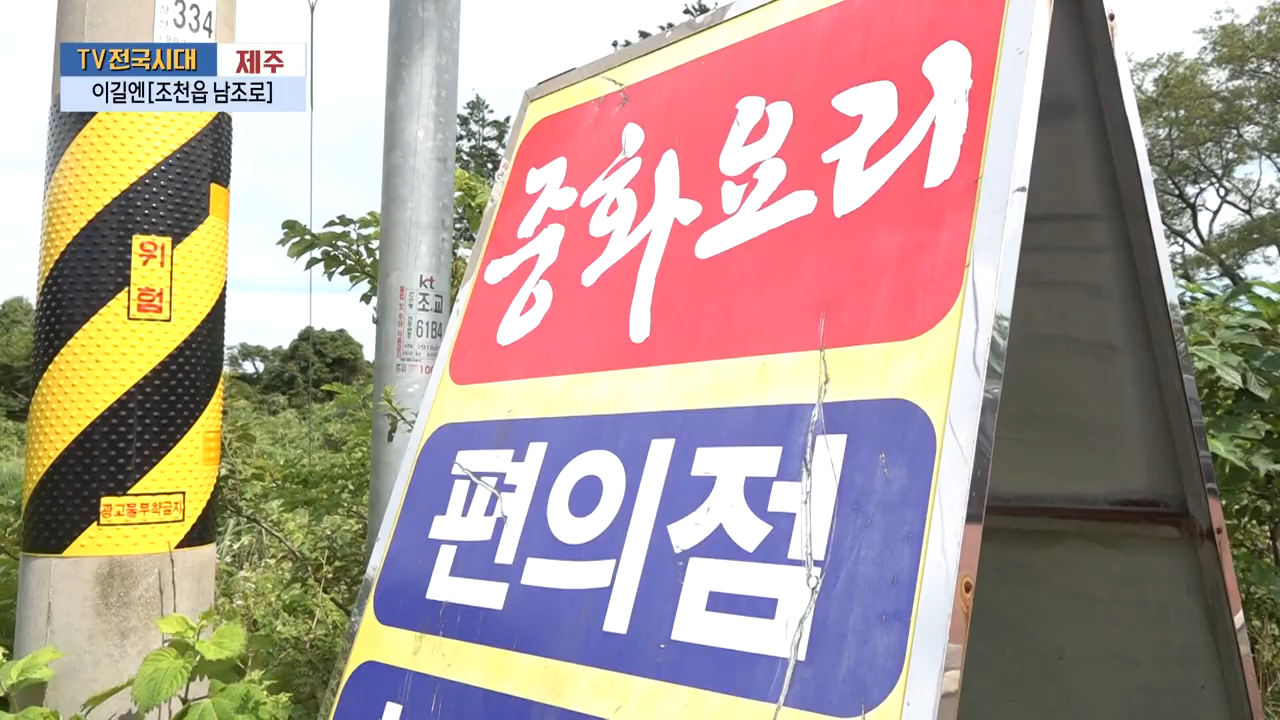 334
TV전국시대 제주
이길엔[조천읍 남조로]
위험
광고물부착금지
kt
조교
61B4
중화요리
편의점